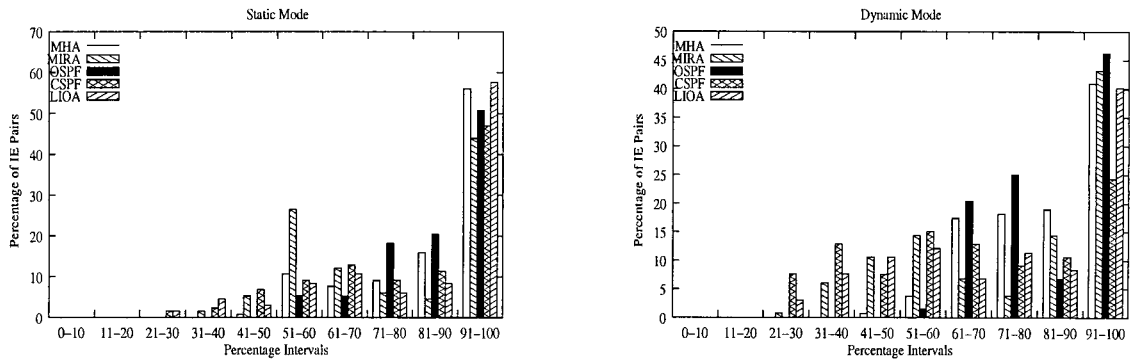 Static Mode
70
60
50
40
30
20
10
0
Percentage of IE Pairs
MHA
MIRA
OSPF
CSPF
LIOA
0-10 11-20 21-30 31-40 41-50 51-60 61-70 71-80 81-90 91-100
Percentage Intervals
Dynamic Mode
50
45
40
35
30
25
20
15
10
5
0
Percentage of IE Pairs
MHA
MIRA
OSPF
CSPF
LIOA
0-10 11-20 21-30 31-40 41-50 51-60 61-70 71-80 81-90 91-100
Percentage Intervals